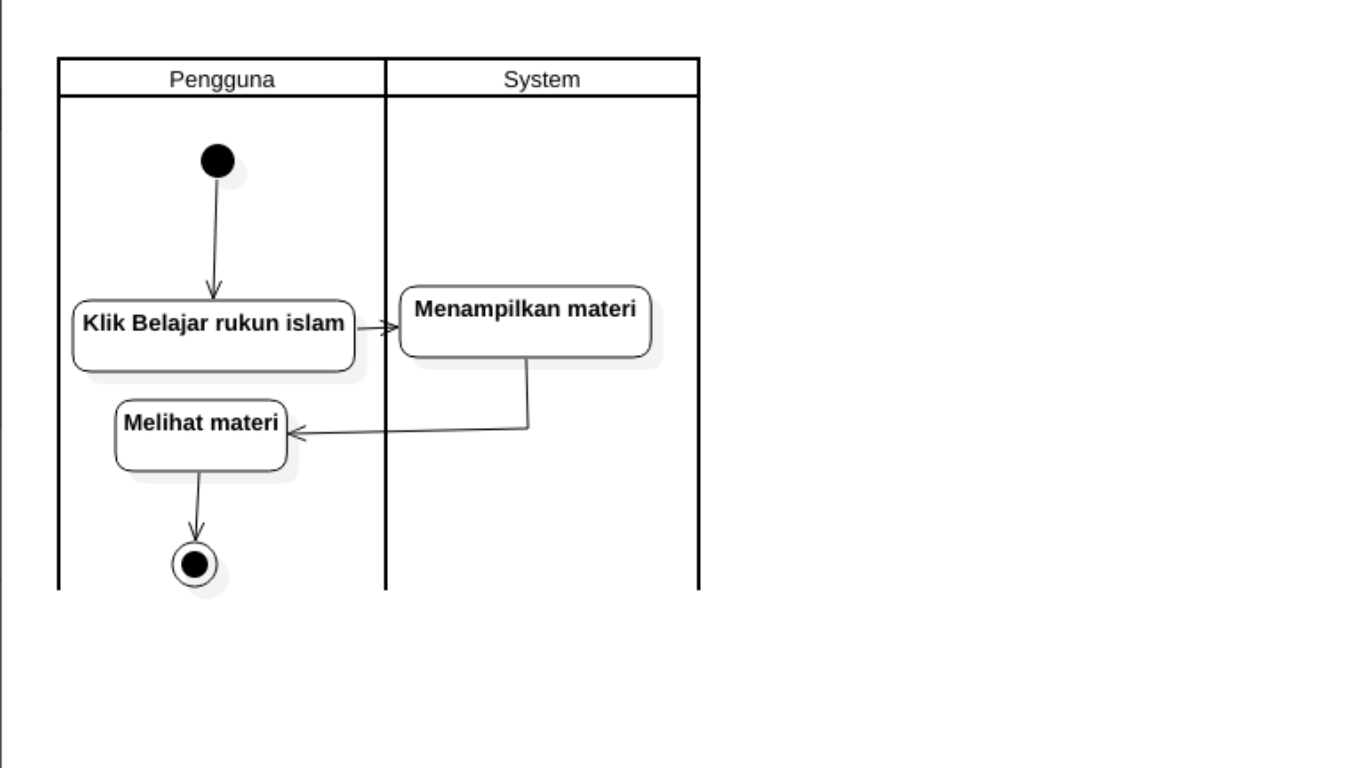 Pengguna
System
Klik Belajar rukun islam
Menampilkan materi
Melihat materi